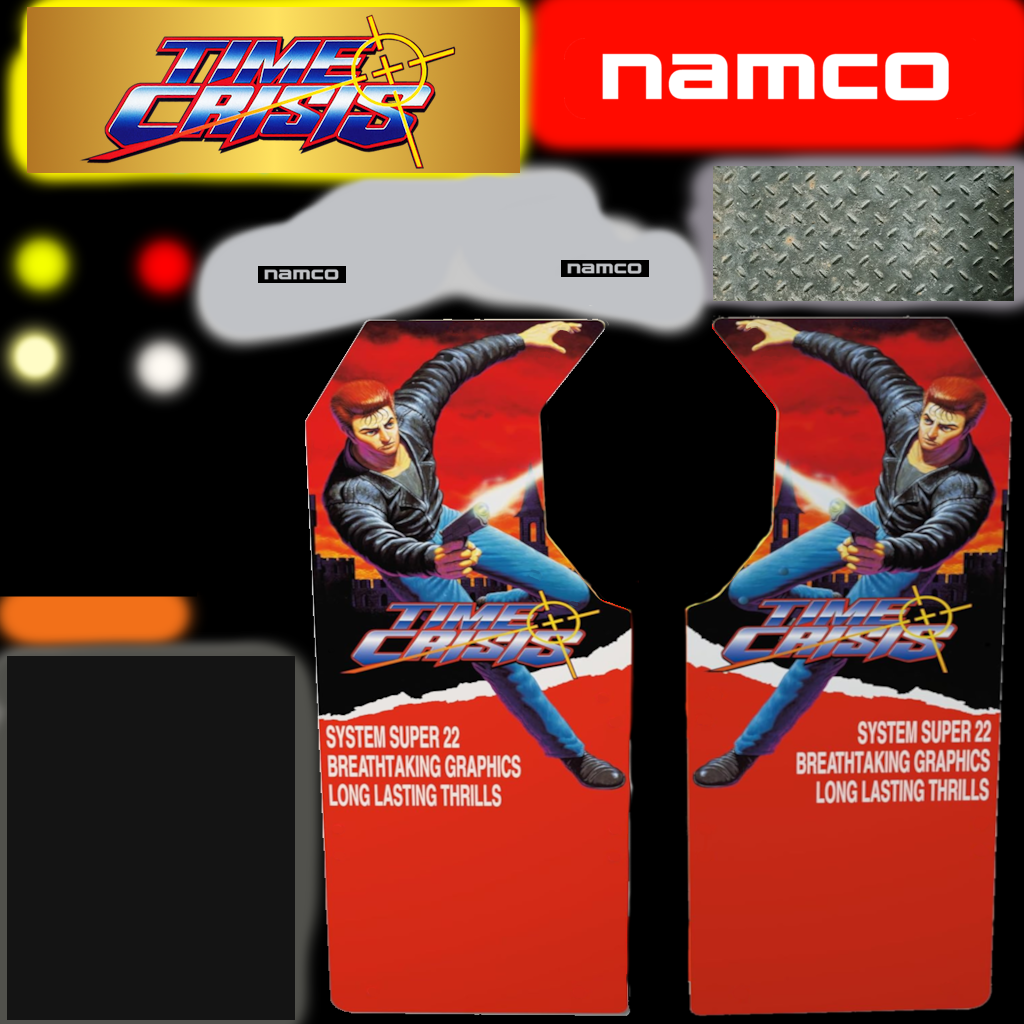 TIME
CRISIS
namco
namco
namco
TIME
CRISIS
SYSTEM SUPER 22
BREATHTAKING GRAPHICS
LONG LASTING THRILLS
TIME
CRISIS
SYSTEM SUPER 22
BREATHTAKING GRAPHICS
LONG LASTING THRILLS